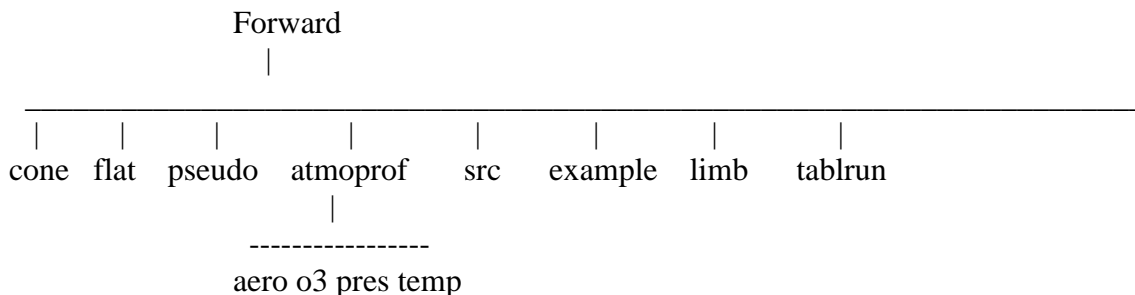 Forward
cone flat pseudo atmoprof src example limb tablrun
aero o3 pres temp